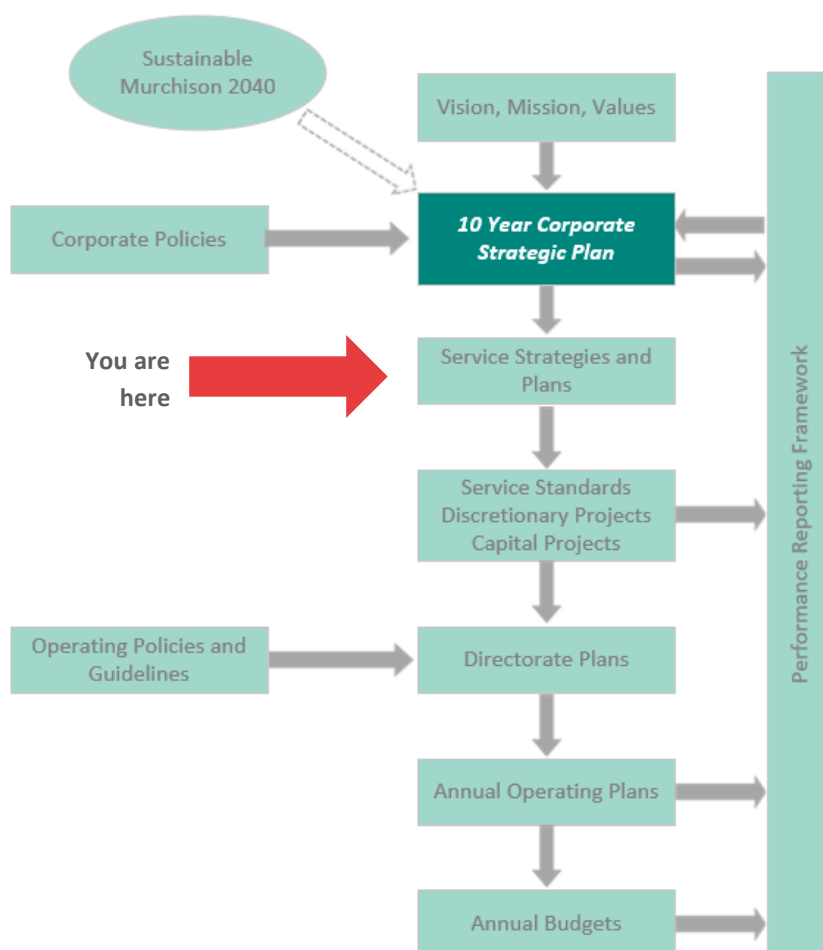 Sustainable
Murchison 2040
Vision, Mission, Values
10 Year Corporate
Strategic Plan
Corporate Policies
You are
here
Service Strategies and
Plans
Service Standards
Discretionary Projects
Capital Projects
Operating Policies and
Guidelines
Directorate Plans
Annual Operating Plans
Annual Budgets
Performance Reporting Framework